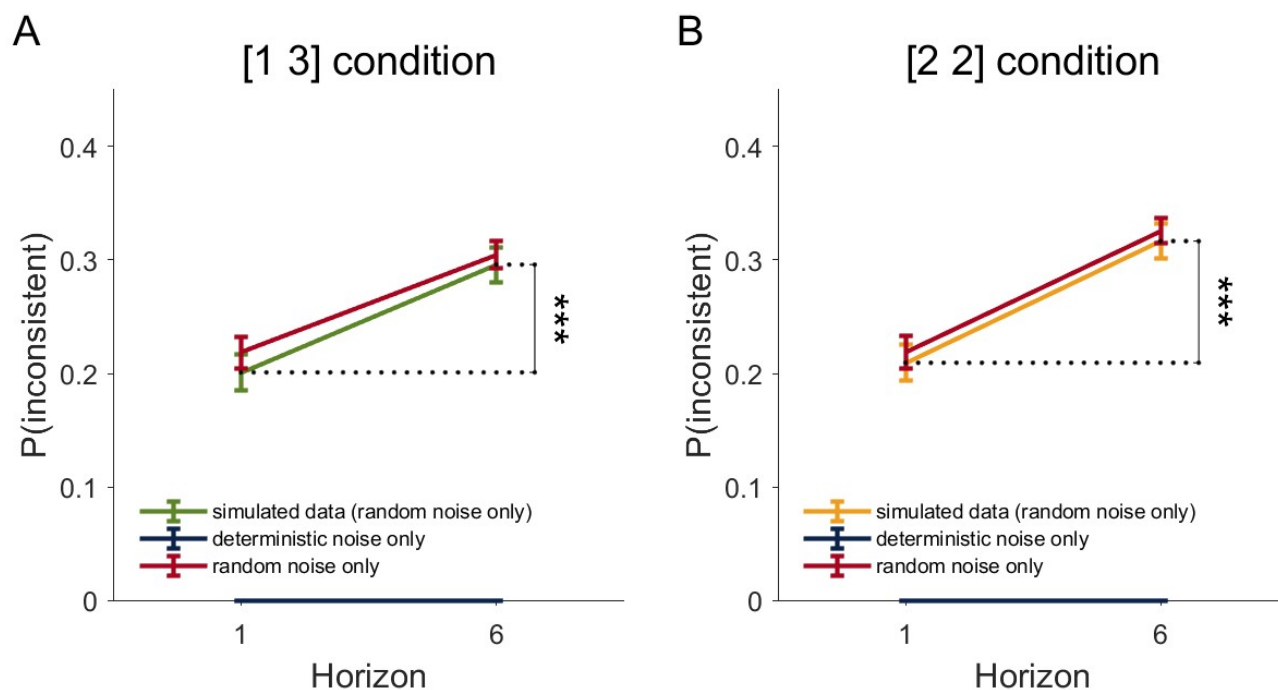 A
[1 3] condition
P(inconsistent)
0.4
0.3
0.2
0.1
0
***
simulated data (random noise only)
deterministic noise only
random noise only
1
6
Horizon
B
[2 2] condition
P(inconsistent)
0.4
0.3
0.2
0.1
0
***
simulated data (random noise only)
deterministic noise only
random noise only
1
6
Horizon